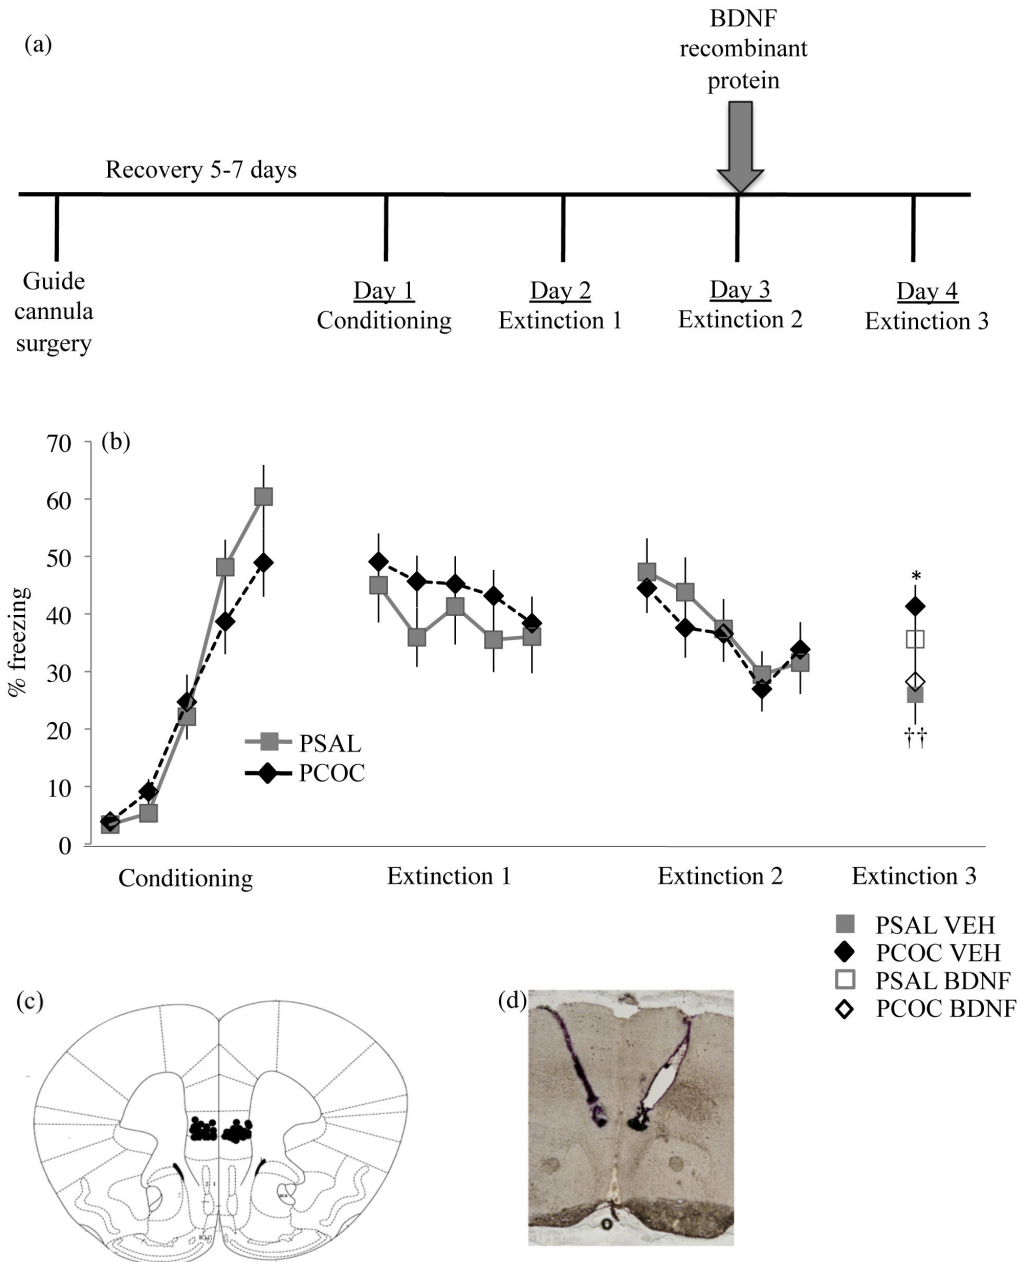 (a)
BDNF
recombinant
protein
Recovery 5-7 days
Guide
cannula
surgery
Day 1
Conditioning
Day 2
Extinction 1
Day 3
Extinction 2
Day 4
Extinction 3
(b)
70
60
50
40
30
20
10
0
% freezing
PSAL
PCOC
*
††
Conditioning
Extinction 1
Extinction 2
Extinction 3
PSAL VEH
PCOC VEH
PSAL BDNF
PCOC BDNF
(c)
(d)